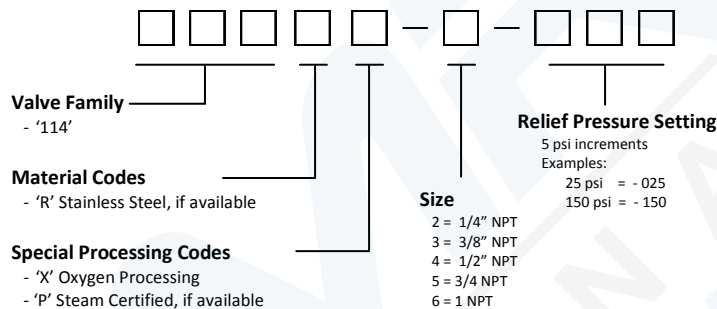 Valve Family
- ‘114’
Material Codes
- ‘R’ Stainless Steel, if available
Special Processing Codes
- ‘X’ Oxygen Processing
- ‘P’ Steam Certified, if available
Size
2 = 1/4” NPT
3 = 3/8” NPT
4 = 1/2” NPT
5 = 3/4 NPT
6 = 1 NPT
Relief Pressure Setting
5 psi increments
Examples:
25 psi = - 025
150 psi = - 150